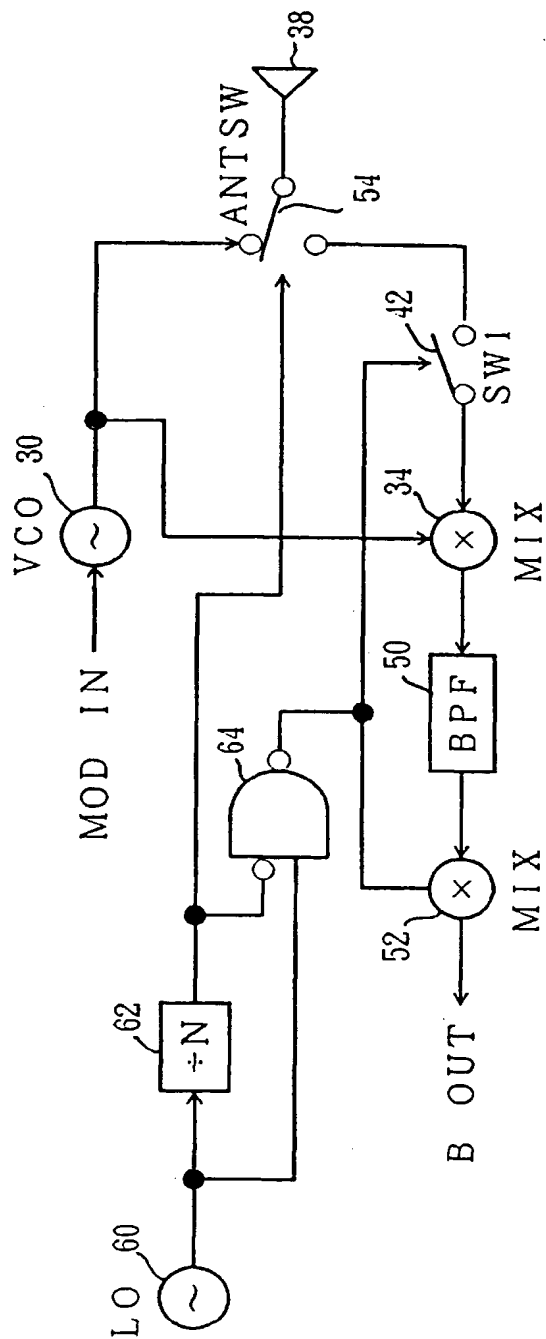 LO 60
÷N
62
64
MOD IN
VCO 30
ANTSW
38
54
42
SW1
34
MIX
50
BPF
52
MIX
B OUT